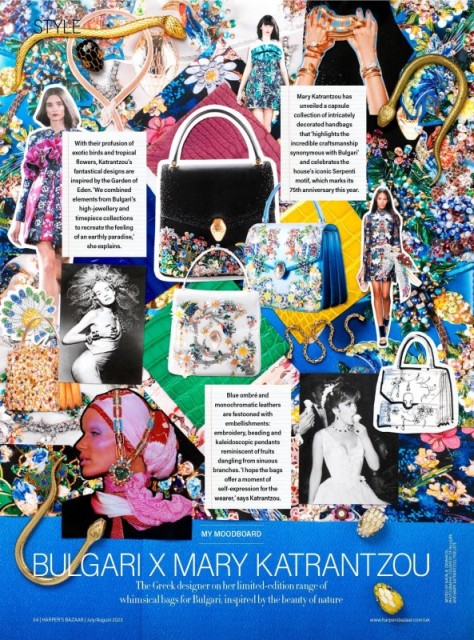 STYLE
Mary Katrantzou has
unveiled a capsule
collection of intricately
decorated handbags
that ‘highlights the
incredible craftsmanship
synonymous with Bulgari’
and celebrates the
house’s iconic Serpenti
motif, which marks its
75th anniversary this year.
With their profusion of
exotic birds and tropical
flowers, Katrantzou’s
fantastical designs are
inspired by the Garden of
Eden. ‘We combined
elements from Bulgari’s
high-jewellery and
timepiece collections
to recreate the feeling
of an earthly paradise,’
she explains.
Blue ombré and
monochromatic leathers
are festooned with
embellishments:
embroidery, beading and
kaleidoscopic pendants
reminiscent of fruits
dangling from sinuous
branches. ‘I hope the bags
offer a moment of
self-expression for the
wearer,’ says Katrantzou.
MY MOODBOARD
BULGARI X MARY KATRANTZOU
The Greek designer on her limited-edition range of
whimsical bags for Bulgari, inspired by the beauty of nature
54 | HARPER'S BAZAAR | July/August 2023
www.harpersbazaar.com/uk